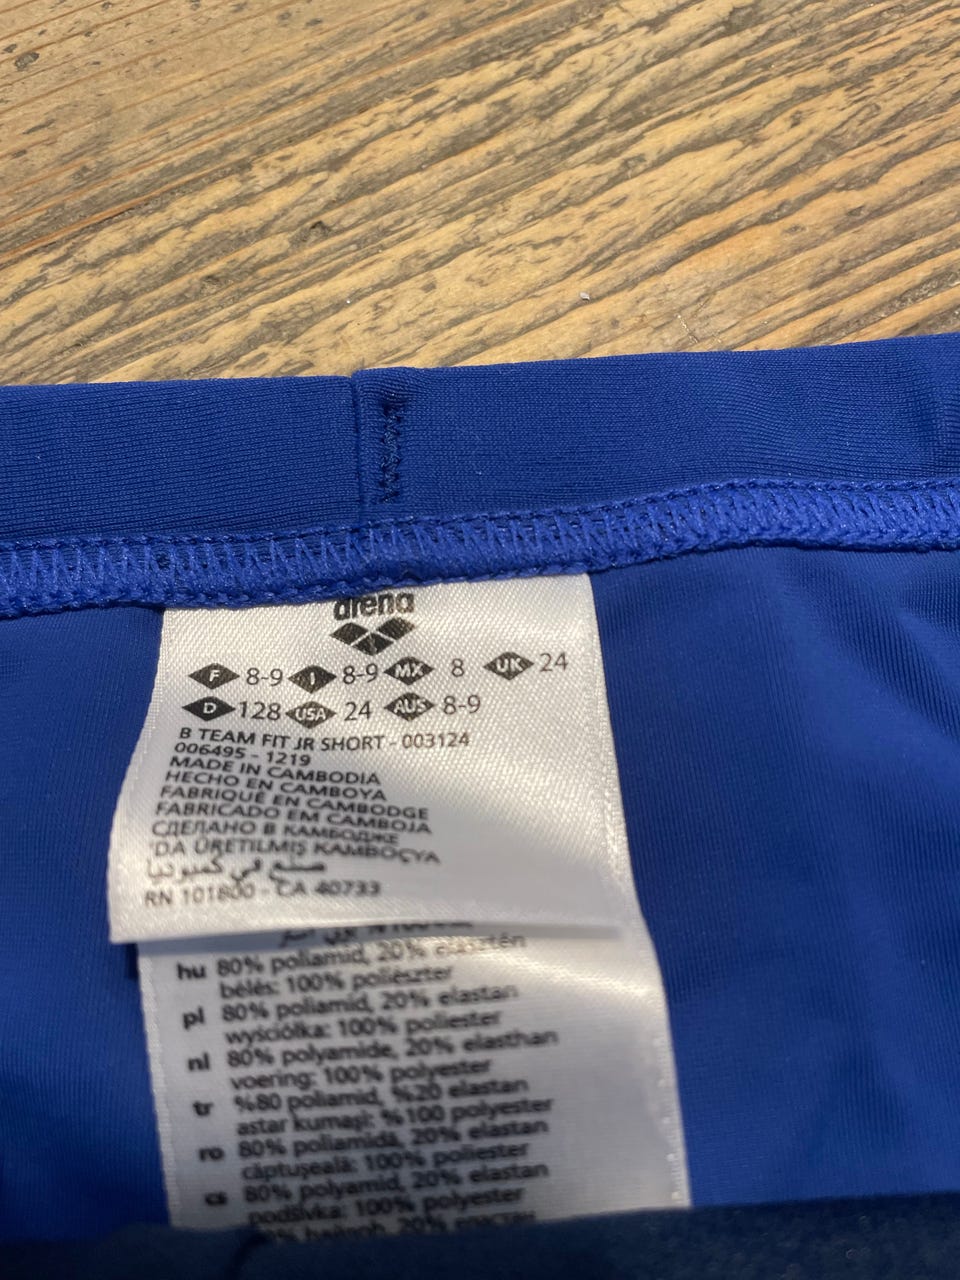 arena
F 8-9 I 8-9 MX 8 UK 24
D 128 USA 24 AUS 8-9
B TEAM FIT JR SHORT - 003124
006495 - 1219
MADE IN CAMBODIA
HECHO EN CAMBOYA
FABRIQUÉ EN CAMBODGE
FABRICADO EM CAMBOJA
СДЕЛАНО В КАМБОДЖЕ
'DA ÜRETILMIŞ KAMBOÇYA
صنع في كمبوديا
RN 101800 - CA 40733
hu 80% poliamid, 20% elasztén
bélés: 100% poliészter
pl 80% poliamid, 20% elastan
wyściółka: 100% poliester
nl 80% polyamide, 20% elasthan
voering: 100% polyester
tr %80 poliamid, %20 elastan
astar kumaşi: %100 polyester
ro 80% poliamidă, 20% elastan
căptușeală: 100% poliester
cs 80% polyamid, 20% elastan
podšívka: 100% polyester
20% еластан